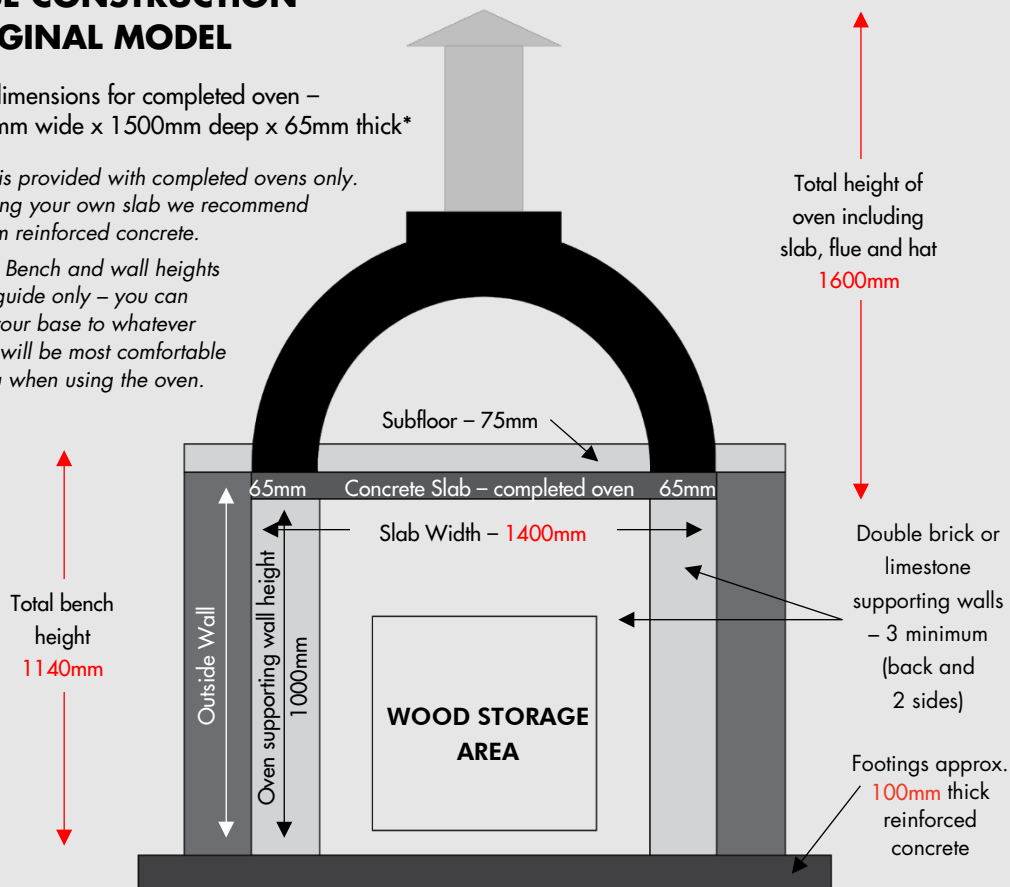 CONSTRUCTION
MODEL
dimensions for completed oven –
wide x 1500mm deep x 65mm thick*
is provided with completed ovens only.
your own slab we recommend
reinforced concrete.
Bench and wall heights
guide only – you can
your base to whatever
will be most comfortable
when using the oven.
Total height of
oven including
slab, flue and hat
1600mm
Subfloor – 75mm
65mm Concrete Slab – completed oven 65mm
Slab Width – 1400mm
Total bench
height
1140mm
Outside Wall
Oven supporting wall height
1000mm
WOOD STORAGE
AREA
Double brick or
limestone
supporting walls
– 3 minimum
(back and
2 sides)
Footings approx.
100mm thick
reinforced
concrete